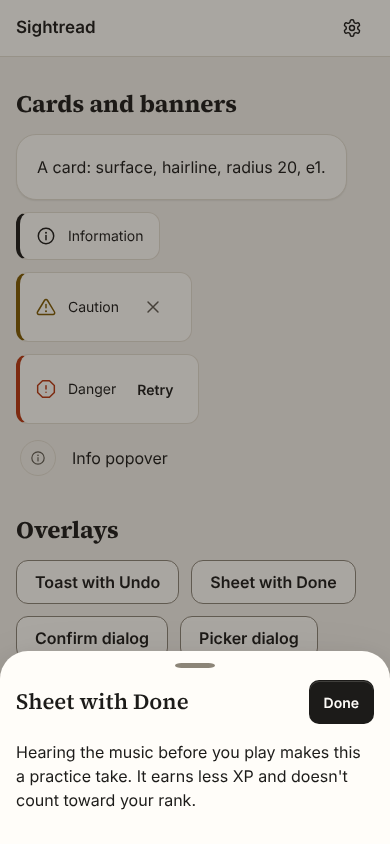 Sightread
Cards and banners
A card: surface, hairline, radius 20, e1.
Information
Caution
Danger Retry
Info popover
Overlays
Toast with Undo Sheet with Done
Confirm dialog Picker dialog
Sheet with Done Done
Hearing the music before you play makes this
a practice take. It earns less XP and doesn't
count toward your rank.